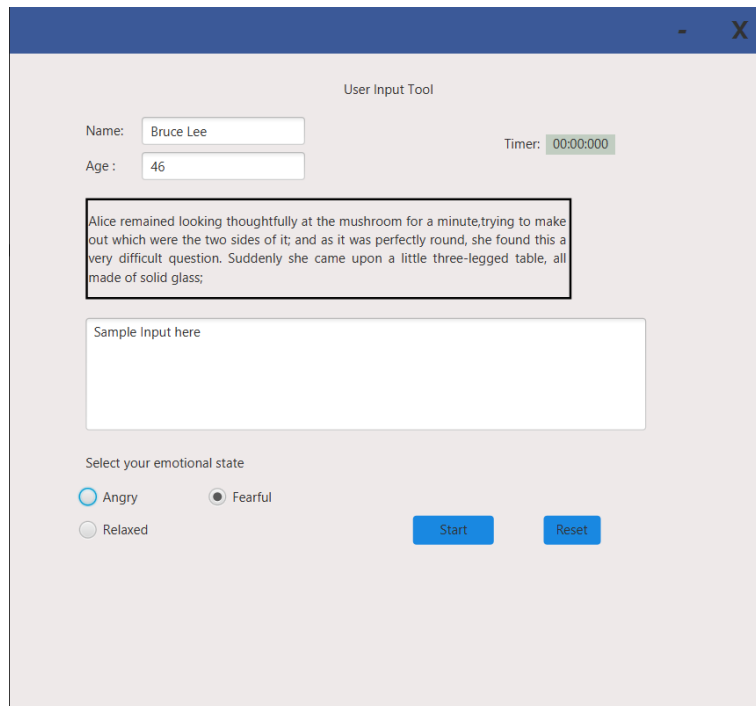 - X
User Input Tool
Name: Bruce Lee
Timer: 00:00:000
Age : 46
Alice remained looking thoughtfully at the mushroom for a minute,trying to make
out which were the two sides of it; and as it was perfectly round, she found this a
very difficult question. Suddenly she came upon a little three-legged table, all
made of solid glass;
Sample Input here
Select your emotional state
Angry Fearful
Relaxed Start Reset